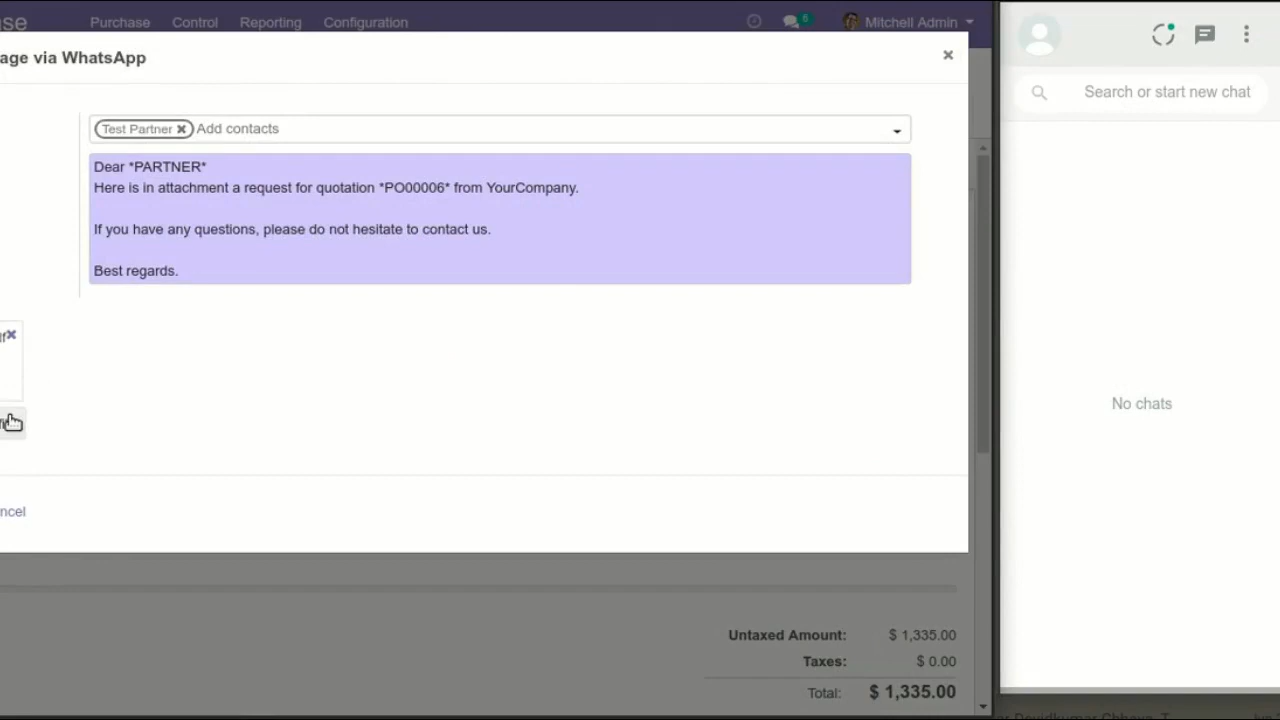 se Purchase Control Reporting Configuration 6 Mitchell Admin
age via WhatsApp
Test Partner Add contacts
Dear *PARTNER*
Here is in attachment a request for quotation *PO00006* from YourCompany.
If you have any questions, please do not hesitate to contact us.
Best regards.
ncel
Untaxed Amount: $ 1,335.00
Taxes: $ 0.00
Total: $ 1,335.00
Search or start new chat
No chats